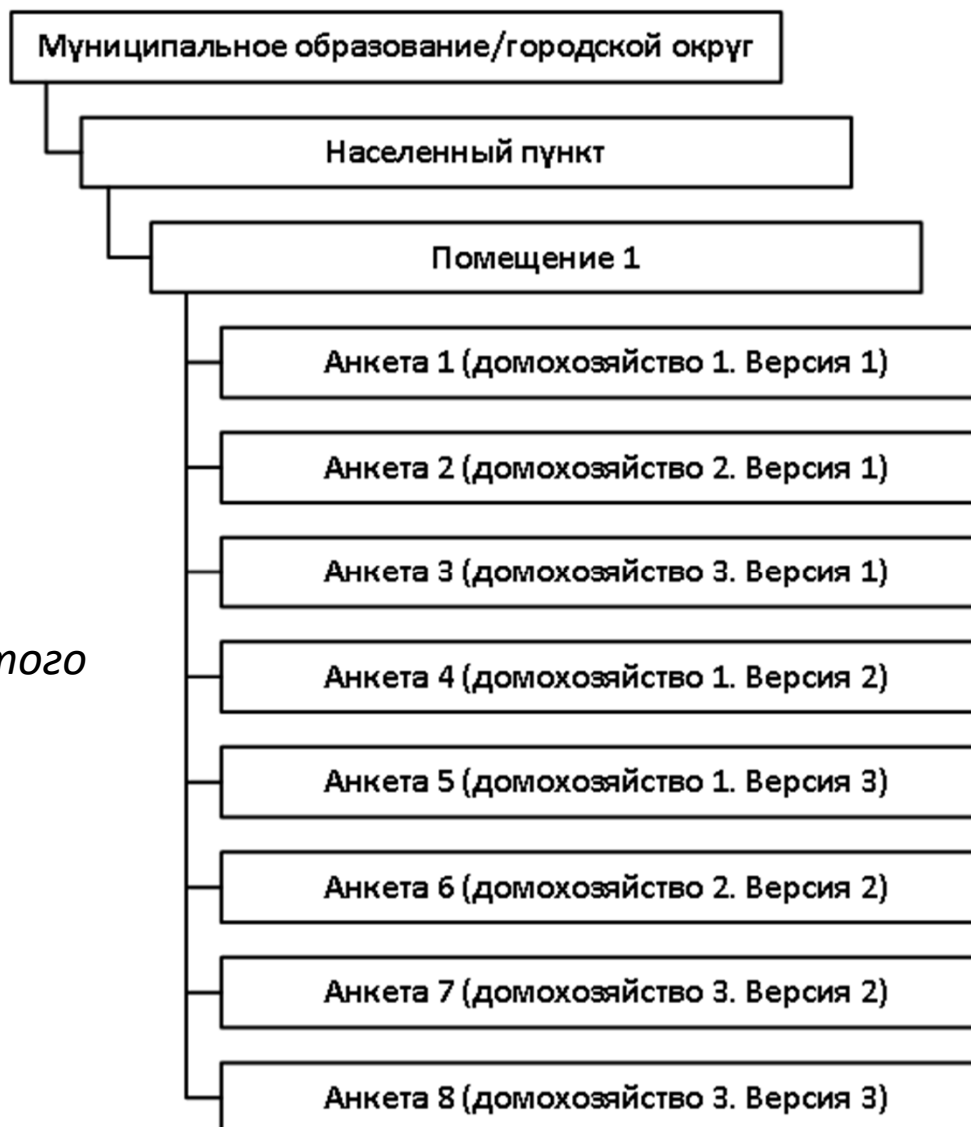 Муниципальное образование/городской округ
Населенный пункт
Помещение 1
Анкета 1 (домохозяйство 1. Версия 1)
Анкета 2 (домохозяйство 2. Версия 1)
Анкета 3 (домохозяйство 3. Версия 1)
того
Анкета 4 (домохозяйство 1. Версия 2)
Анкета 5 (домохозяйство 1. Версия 3)
Анкета 6 (домохозяйство 2. Версия 2)
Анкета 7 (домохозяйство 3. Версия 2)
Анкета 8 (домохозяйство 3. Версия 3)